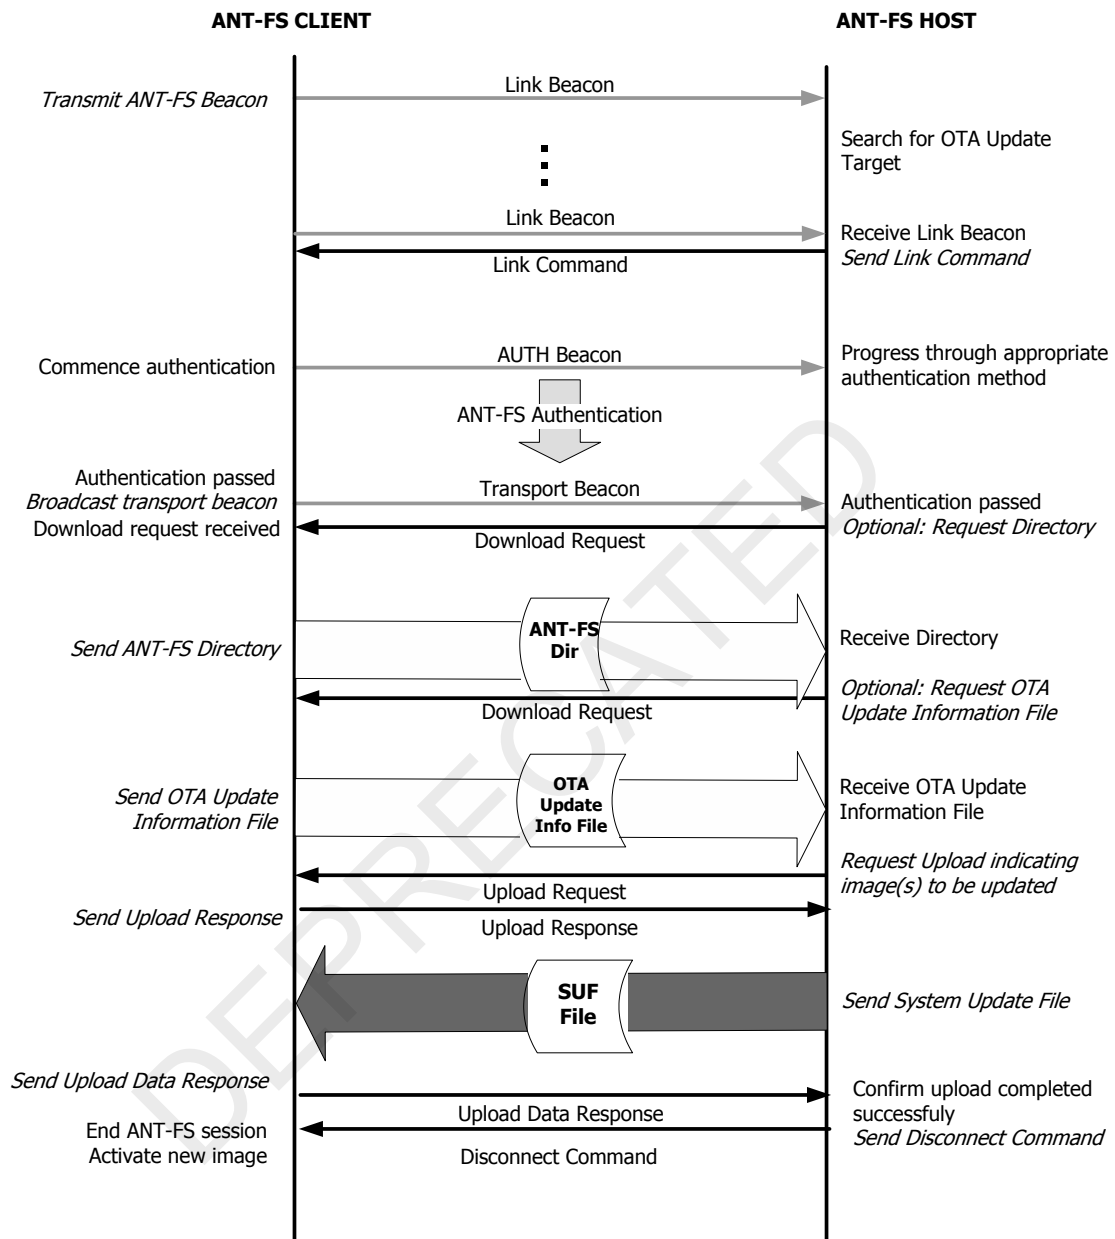 ANT-FS CLIENT
ANT-FS HOST
Transmit ANT-FS Beacon
Link Beacon
Search for OTA Update
Target
Link Beacon
Receive Link Beacon
Send Link Command
Link Command
Commence authentication
AUTH Beacon
Progress through appropriate
authentication method
ANT-FS Authentication
Authentication passed
Broadcast transport beacon
Download request received
Transport Beacon
Authentication passed
Optional: Request Directory
Download Request
Send ANT-FS Directory
ANT-FS
Dir
Receive Directory
Optional: Request OTA
Update Information File
Download Request
Send OTA Update
Information File
OTA
Update
Info File
Receive OTA Update
Information File
Request Upload indicating
image(s) to be updated
Upload Request
Send Upload Response
Upload Response
SUF
File
Send System Update File
Send Upload Data Response
Upload Data Response
Confirm upload completed
successfuly
Send Disconnect Command
End ANT-FS session
Activate new image
Disconnect Command
DEPRECATED